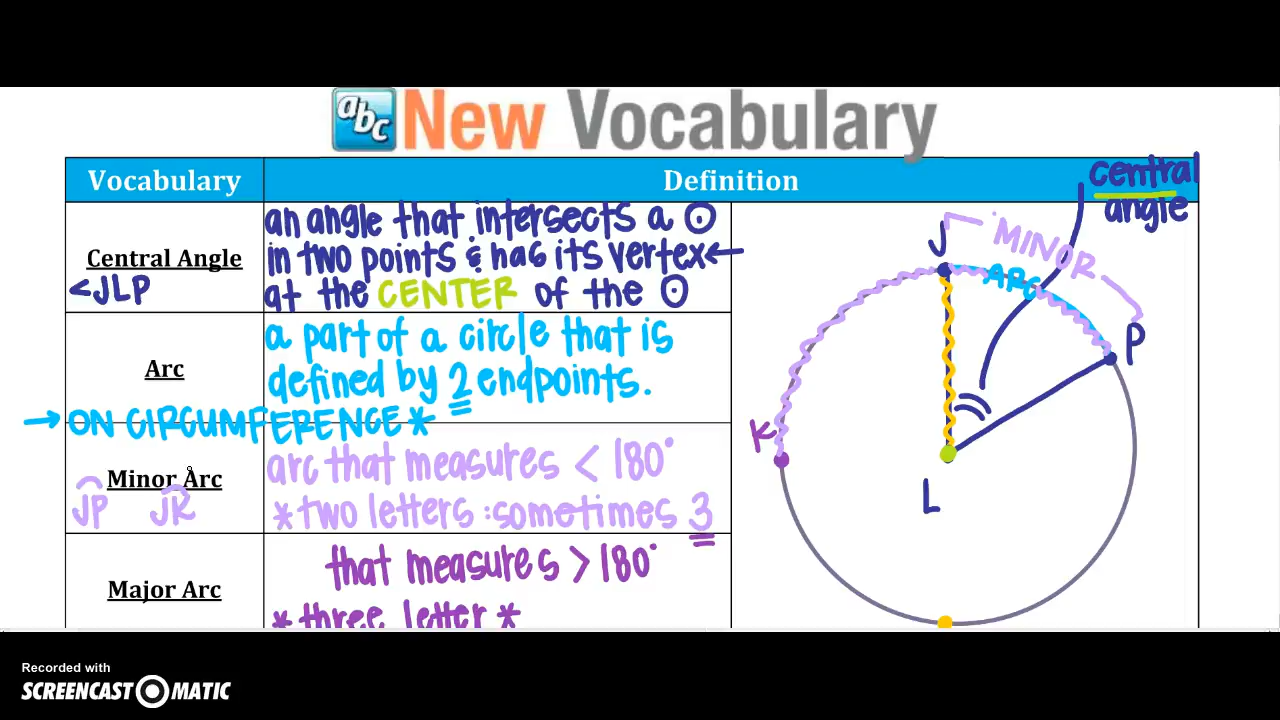 abc New Vocabulary
Vocabulary
Definition
central
angle
Central Angle
<JLP
an angle that intersects a ⊙
in two points & has its vertex←
at the CENTER of the ⊙
Arc
a part of a circle that is
defined by 2 endpoints.
→ ON CIRCUMFERENCE *
Minor Arc
JP JK
arc that measures < 180°
*two letters : sometimes 3
Major Arc
that measures > 180°
* three letter *
J
MINOR
ARC
P
K
L
Recorded with
SCREENCAST MATIC